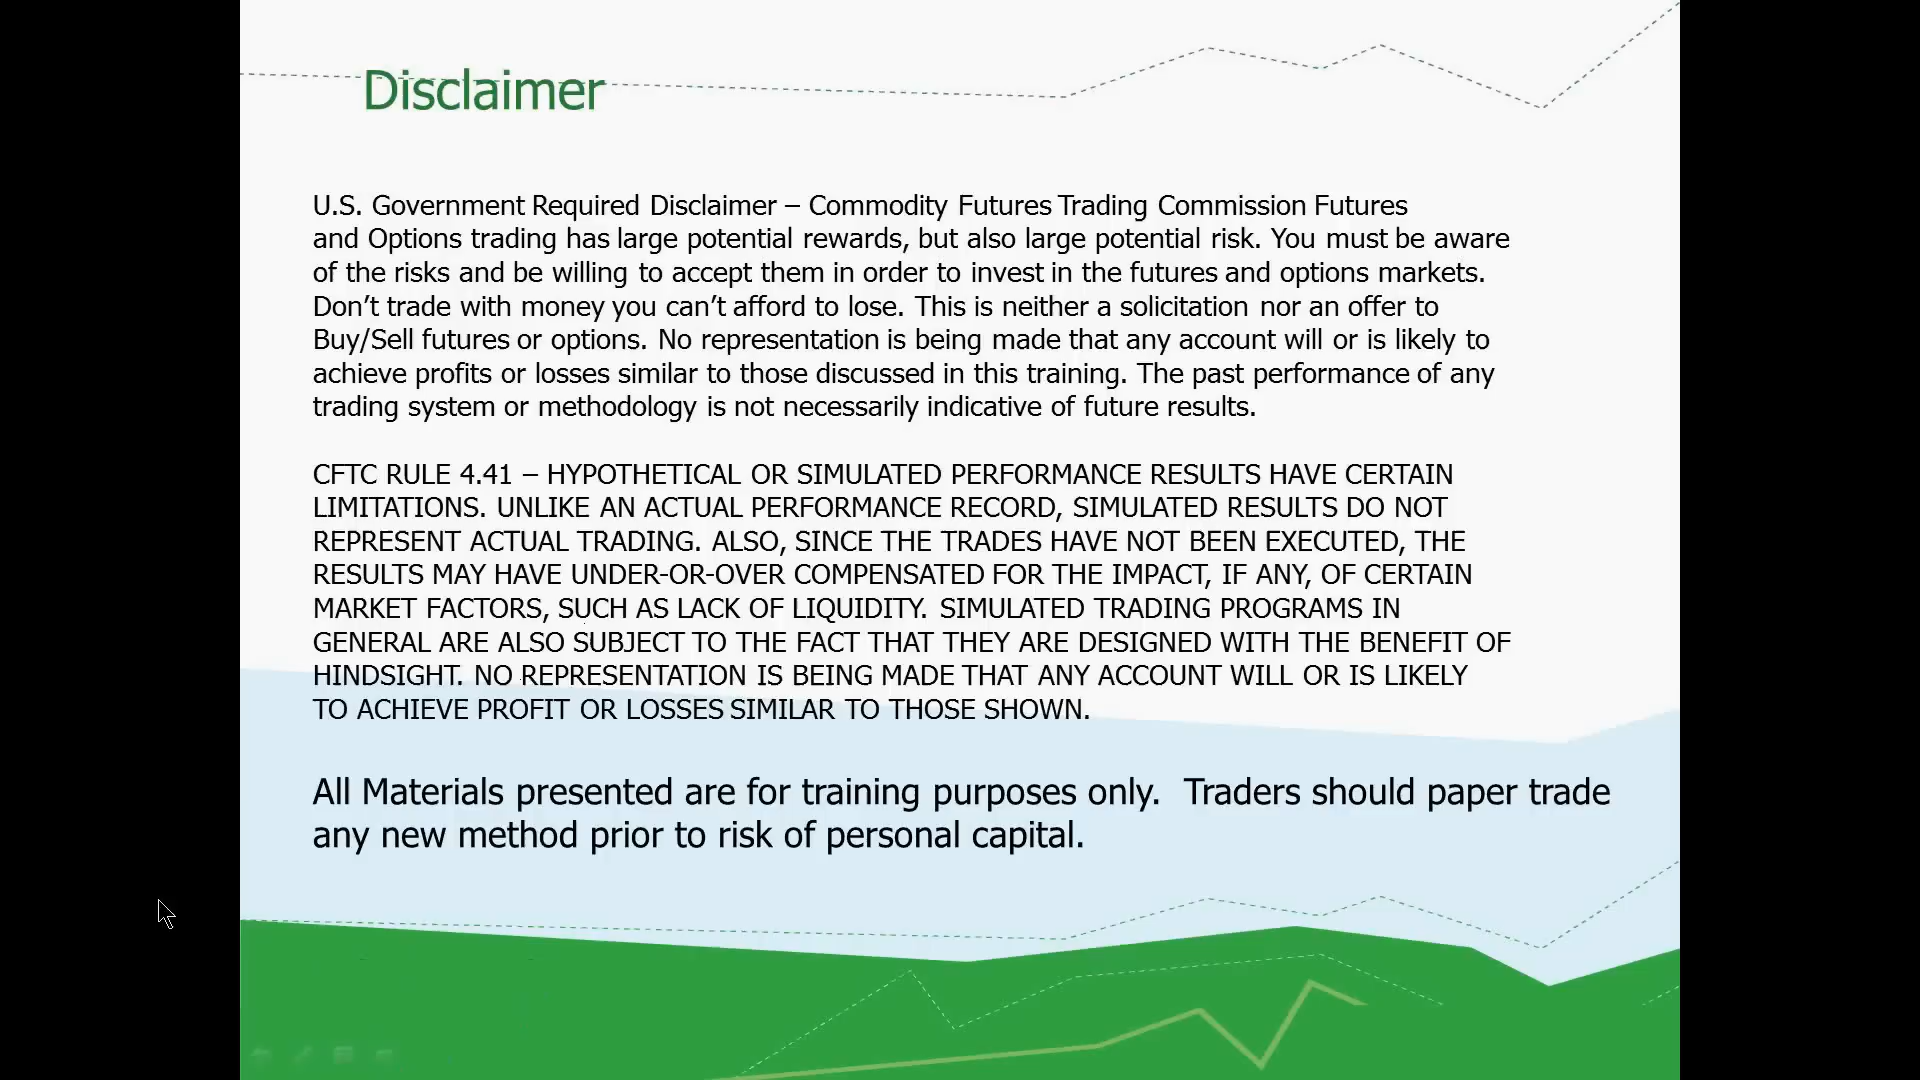 Disclaimer
U.S. Government Required Disclaimer – Commodity Futures Trading Commission Futures
and Options trading has large potential rewards, but also large potential risk. You must be aware
of the risks and be willing to accept them in order to invest in the futures and options markets.
Don’t trade with money you can’t afford to lose. This is neither a solicitation nor an offer to
Buy/Sell futures or options. No representation is being made that any account will or is likely to
achieve profits or losses similar to those discussed in this training. The past performance of any
trading system or methodology is not necessarily indicative of future results.
CFTC RULE 4.41 – HYPOTHETICAL OR SIMULATED PERFORMANCE RESULTS HAVE CERTAIN
LIMITATIONS. UNLIKE AN ACTUAL PERFORMANCE RECORD, SIMULATED RESULTS DO NOT
REPRESENT ACTUAL TRADING. ALSO, SINCE THE TRADES HAVE NOT BEEN EXECUTED, THE
RESULTS MAY HAVE UNDER-OR-OVER COMPENSATED FOR THE IMPACT, IF ANY, OF CERTAIN
MARKET FACTORS, SUCH AS LACK OF LIQUIDITY. SIMULATED TRADING PROGRAMS IN
GENERAL ARE ALSO SUBJECT TO THE FACT THAT THEY ARE DESIGNED WITH THE BENEFIT OF
HINDSIGHT. NO REPRESENTATION IS BEING MADE THAT ANY ACCOUNT WILL OR IS LIKELY
TO ACHIEVE PROFIT OR LOSSES SIMILAR TO THOSE SHOWN.
All Materials presented are for training purposes only.  Traders should paper trade
any new method prior to risk of personal capital.